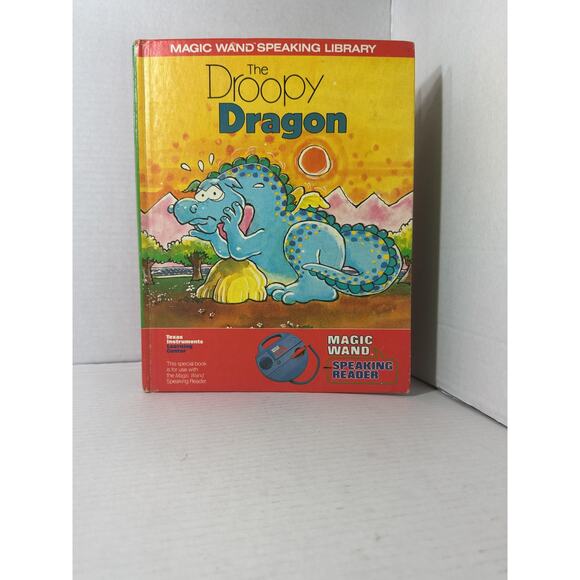 MAGIC WAND SPEAKING LIBRARY
The
Droopy
Dragon
Texas
Instruments
Learning
Center
This special book
is for use with
the Magic Wand
Speaking Reader.
MAGIC
WAND™
SPEAKING
READER